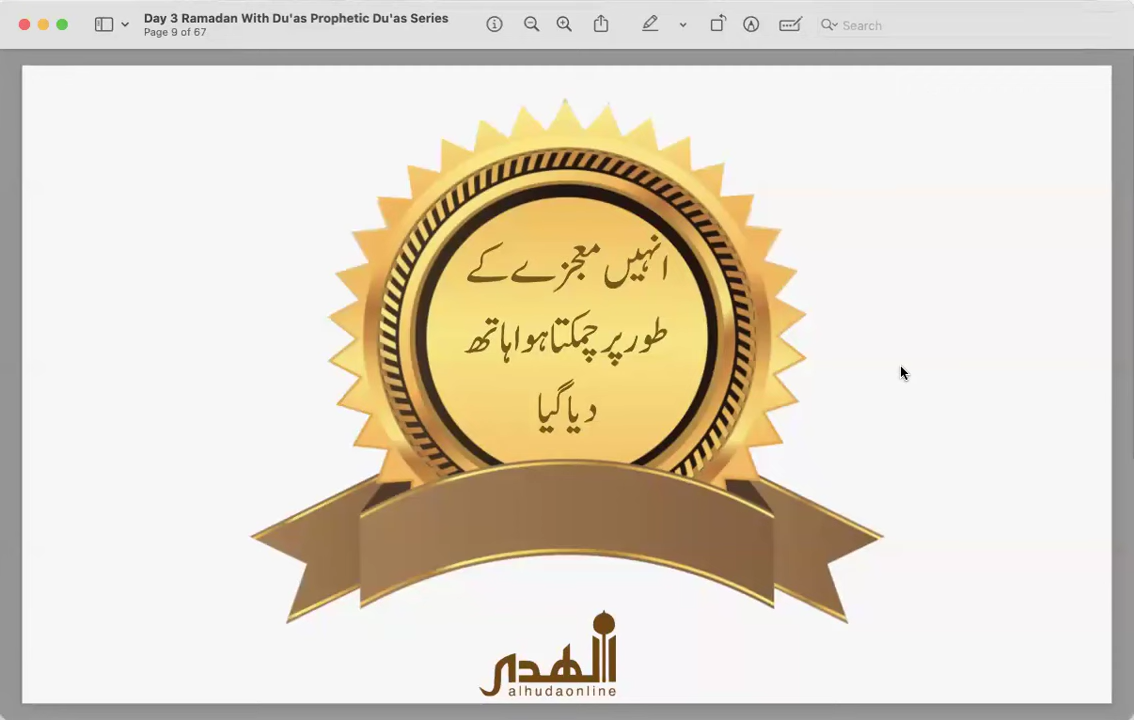 Day 3 Ramadan With Du'as Prophetic Du'as Series
Page 9 of 67
Search
انہیں معجزے کے
طور پر چمکتا ہوا ہاتھ
دیا گیا
الهدى
alhudaonline